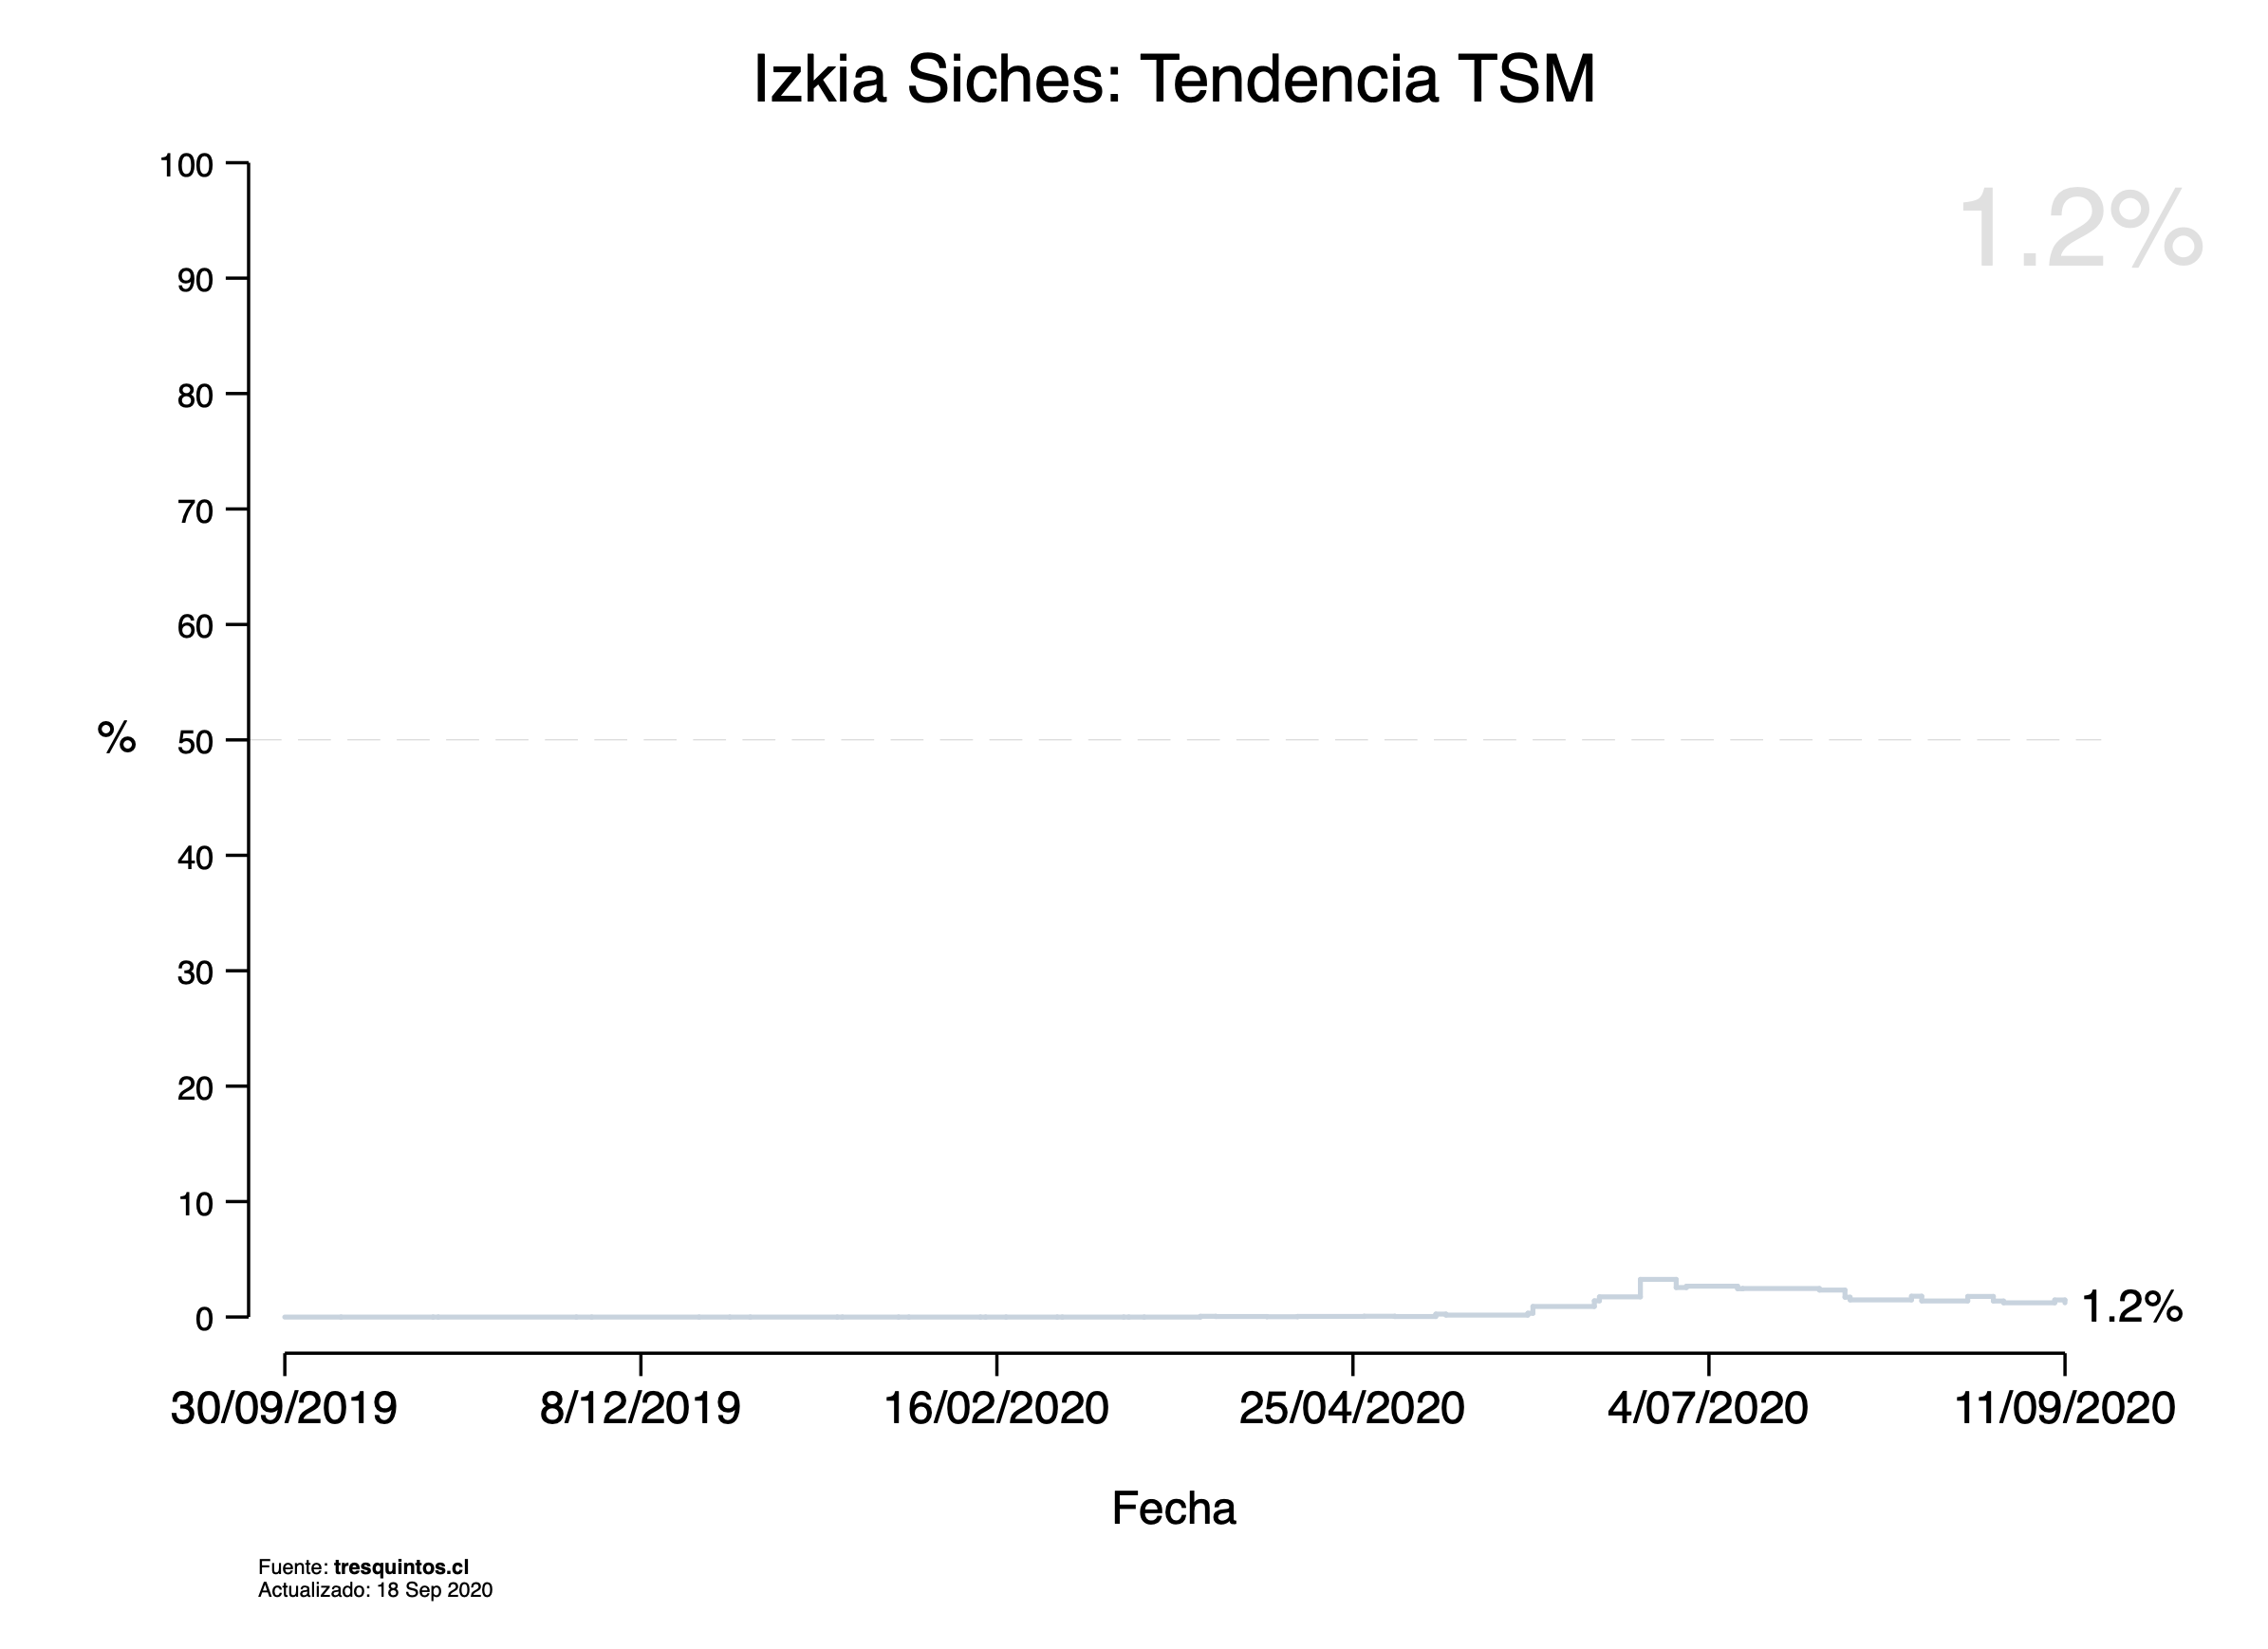 Izkia Siches: Tendencia TSM
1.2%
100
90
80
70
60
50
40
30
20
10
0
%
1.2%
30/09/2019 8/12/2019 16/02/2020 25/04/2020 4/07/2020 11/09/2020
Fecha
Fuente: tresquintos.cl
Actualizado: 18 Sep 2020